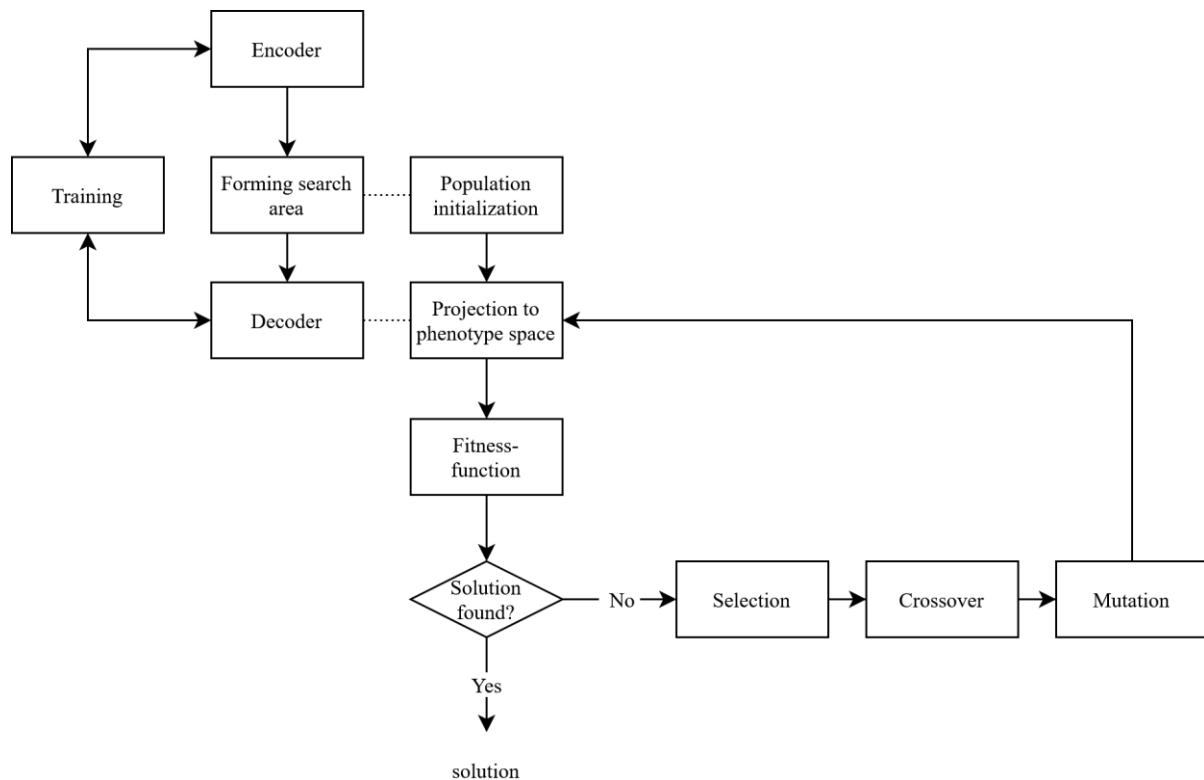 Encoder
Training
Forming search
area
Population
initialization
Decoder
Projection to
phenotype space
Fitness-
function
Solution
found?
No
Selection
Crossover
Mutation
Yes
solution